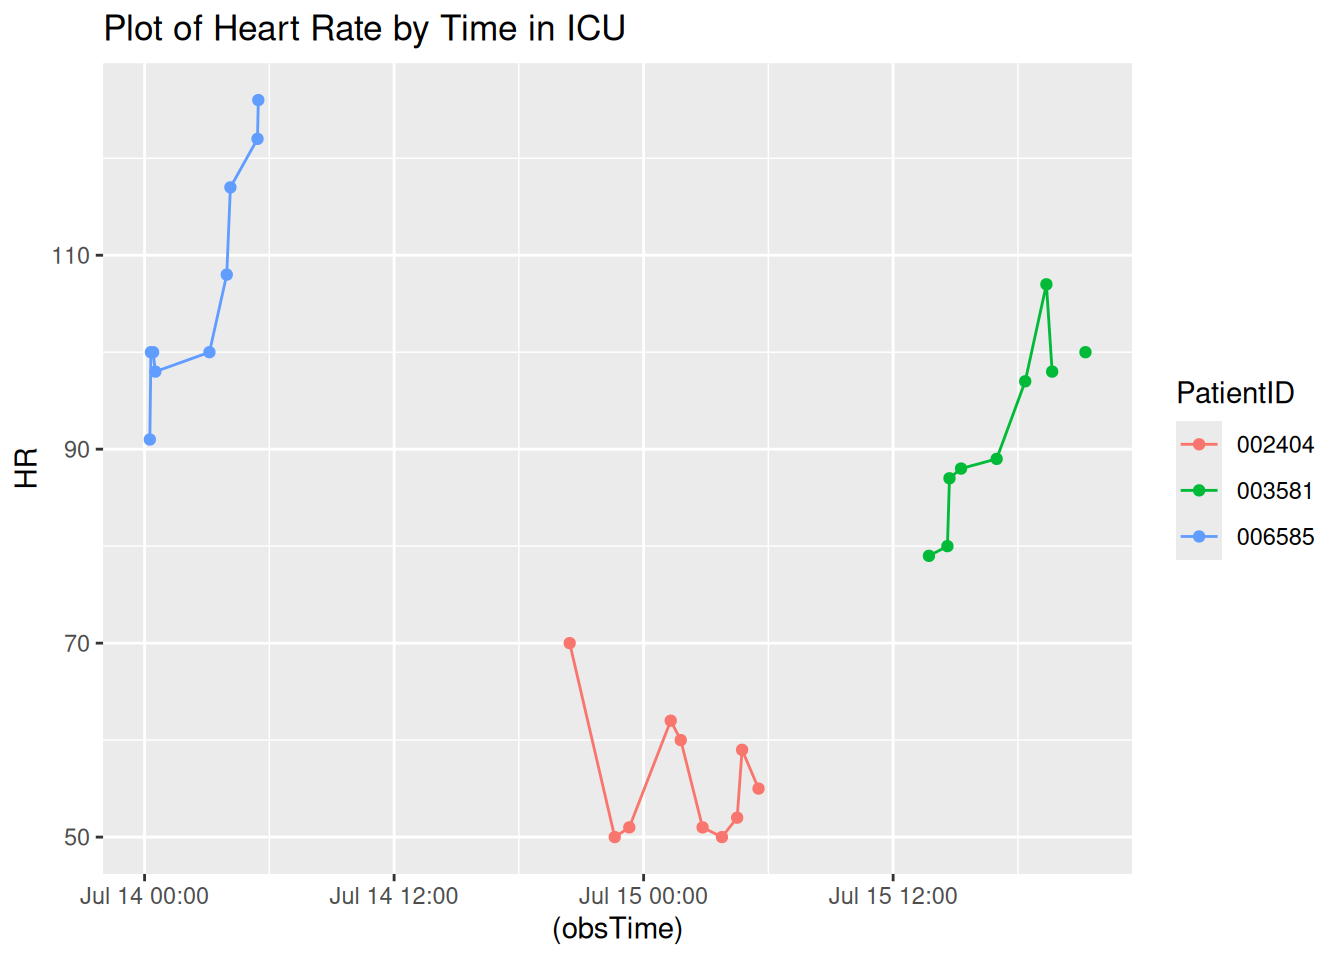 Plot of Heart Rate by Time in ICU
110
90
70
50
HR
Jul 14 00:00
Jul 14 12:00
Jul 15 00:00
Jul 15 12:00
(obsTime)
PatientID
002404
003581
006585